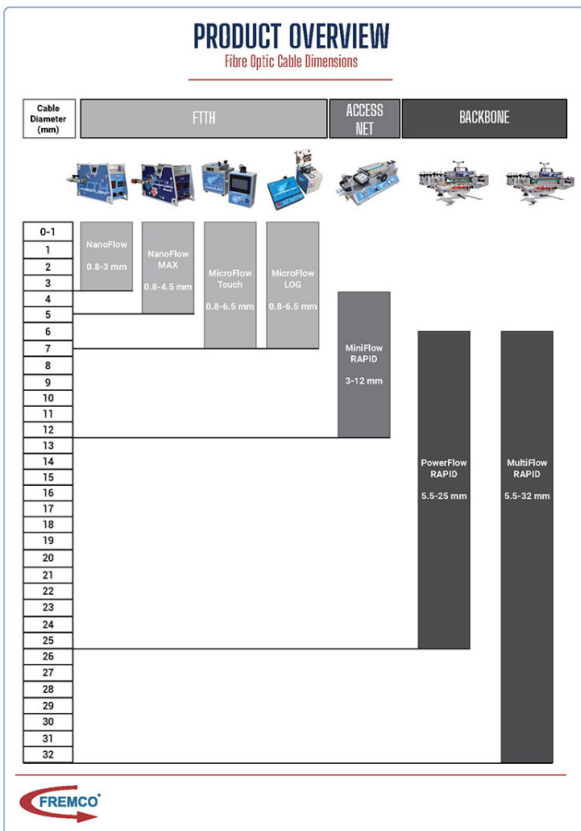 PRODUCT OVERVIEW
Fibre Optic Cable Dimensions
Cable
Diameter
(mm)
FTTH
ACCESS
NET
BACKBONE
0-1
1
2
3
4
5
6
7
8
9
10
11
12
13
14
15
16
17
18
19
20
21
22
23
24
25
26
27
28
29
30
31
32
NanoFlow
0.8-3 mm
NanoFlow
MAX
0.8-4.5 mm
MicroFlow
Touch
0.8-6.5 mm
MicroFlow
LOG
0.8-6.5 mm
MiniFlow
RAPID
3-12 mm
PowerFlow
RAPID
5.5-25 mm
MultiFlow
RAPID
5.5-32 mm
FREMCO